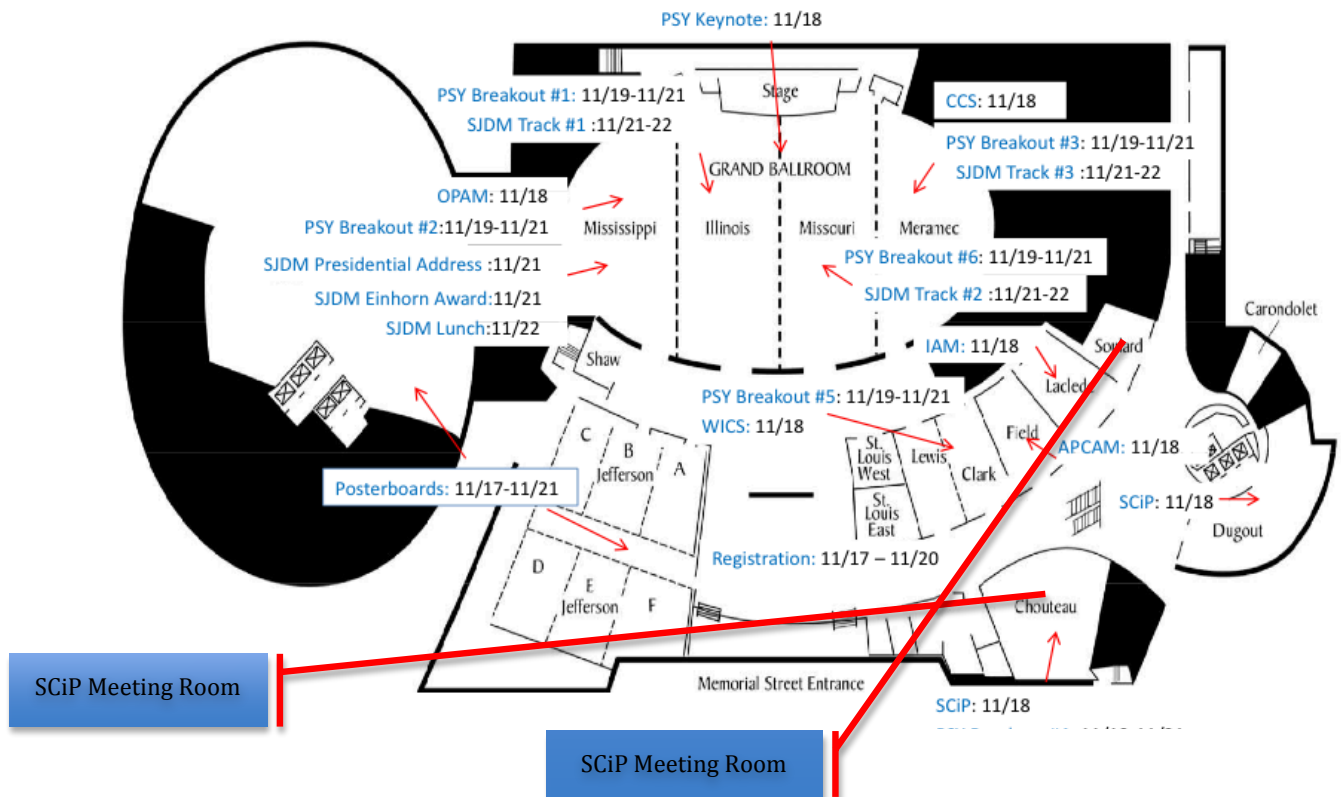 PSY Keynote: 11/18
PSY Breakout #1: 11/19-11/21
SJDM Track #1 :11/21-22
Stage
CCS: 11/18
PSY Breakout #3: 11/19-11/21
SJDM Track #3: 11/21-22
GRAND BALLROOM
OPAM: 11/18
PSY Breakout #2:11/19-11/21
Mississippi
Illinois
Missouri
Meramec
SJDM Presidential Address :11/21
PSY Breakout #6: 11/19-11/21
SJDM Einhorn Award:11/21
SJDM Track #2 :11/21-22
SJDM Lunch:11/22
Carondolet
Shaw
IAM: 11/18
Soulard
Laclede
PSY Breakout #5: 11/19-11/21
WICS: 11/18
C
B
A
Jefferson
St.
Louis
West
Lewis
Clark
Field
APCAM: 11/18
Posterboards: 11/17-11/21
St.
Louis
East
SCiP: 11/18
Dugout
Registration: 11/17 – 11/20
D
E
F
Jefferson
Chouteau
SCiP Meeting Room
Memorial Street Entrance
SCiP: 11/18
SCiP Meeting Room